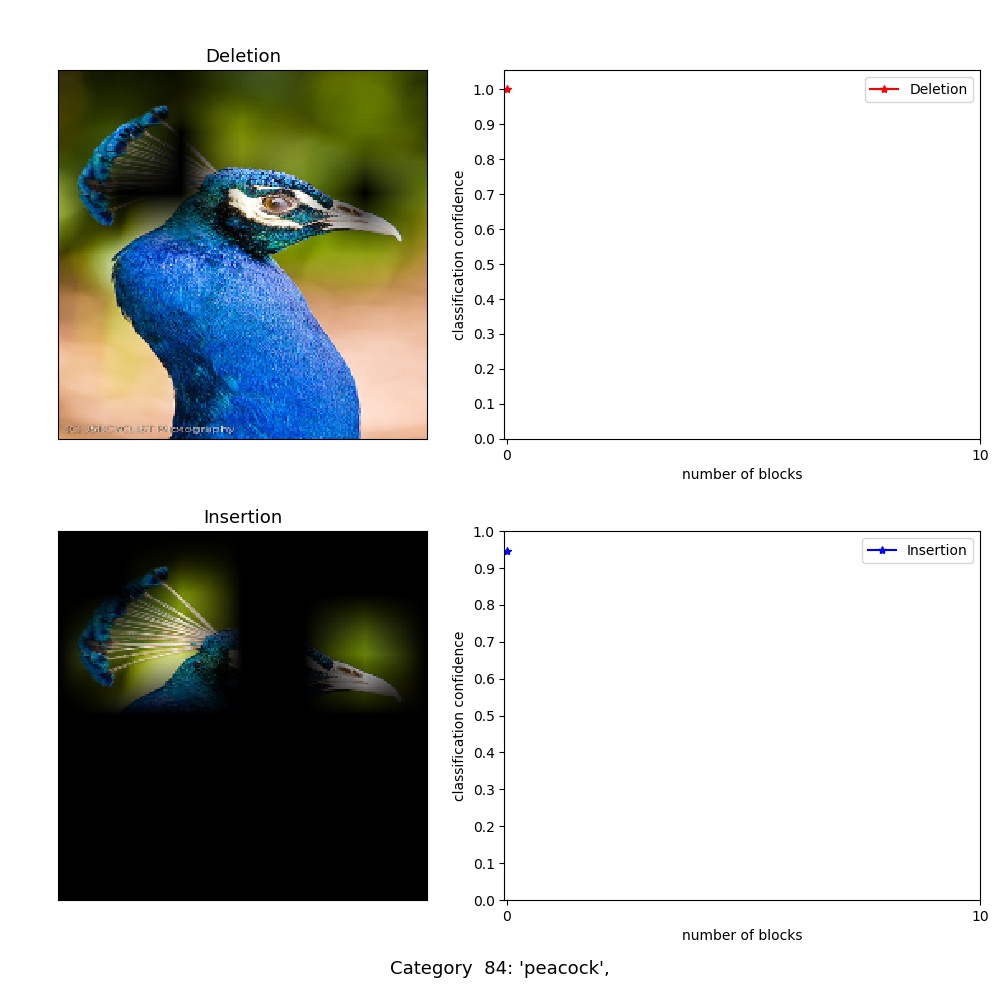 Deletion
1.0
0.9
0.8
0.7
0.6
0.5
0.4
0.3
0.2
0.1
0.0
classification confidence
Deletion
0
10
number of blocks
Insertion
1.0
0.9
0.8
0.7
0.6
0.5
0.4
0.3
0.2
0.1
0.0
classification confidence
Insertion
0
10
number of blocks
Category  84: 'peacock',